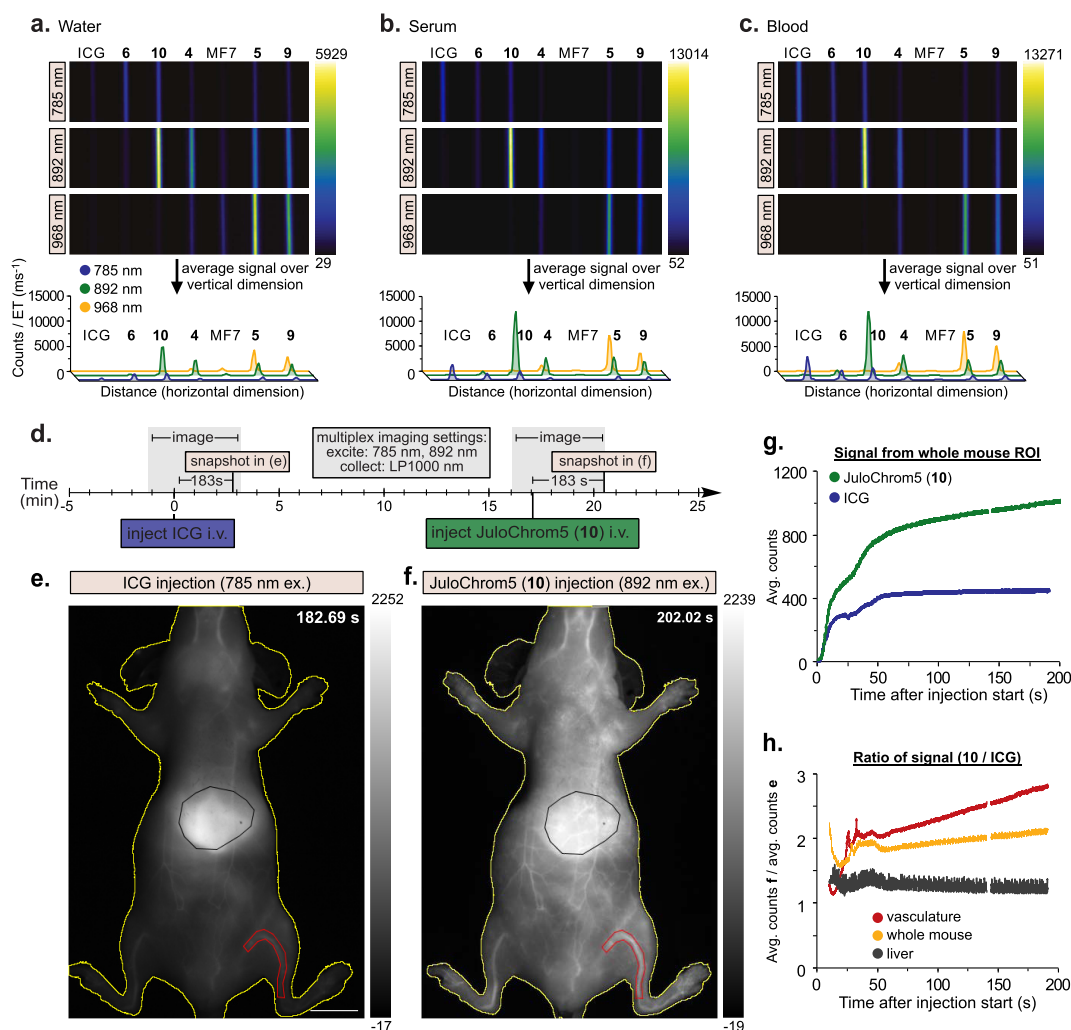 a. Water
ICG 6 10 4 MF7 5 9
5929
785 nm
892 nm
968 nm
29
average signal over
vertical dimension
785 nm
892 nm
968 nm
Counts / ET (ms⁻¹)
15000
10000
5000
0
ICG 6 10 4 MF7 5 9
Distance (horizontal dimension)
b. Serum
ICG 6 10 4 MF7 5 9
13014
785 nm
892 nm
968 nm
52
average signal over
vertical dimension
15000
10000
5000
0
ICG 6 10 4 MF7 5 9
Distance (horizontal dimension)
c. Blood
ICG 6 10 4 MF7 5 9
13271
785 nm
892 nm
968 nm
51
average signal over
vertical dimension
15000
10000
5000
0
ICG 6 10 4 MF7 5 9
Distance (horizontal dimension)
d.
image
snapshot in (e)
183s
multiplex imaging settings:
excite: 785 nm, 892 nm
collect: LP1000 nm
image
snapshot in (f)
183 s
Time
(min)
-5 0 5 10 15 20 25
inject ICG i.v.
inject JuloChrom5 (10) i.v.
e.
ICG injection (785 nm ex.)
182.69 s
2252
-17
f.
JuloChrom5 (10) injection (892 nm ex.)
202.02 s
2239
-19
g.
Signal from whole mouse ROI
JuloChrom5 (10)
ICG
Avg. counts
1200
800
400
0
0 50 100 150 200
Time after injection start (s)
h.
Ratio of signal (10 / ICG)
Avg. counts f / avg. counts e
3
2
1
0
vasculature
whole mouse
liver
0 50 100 150 200
Time after injection start (s)